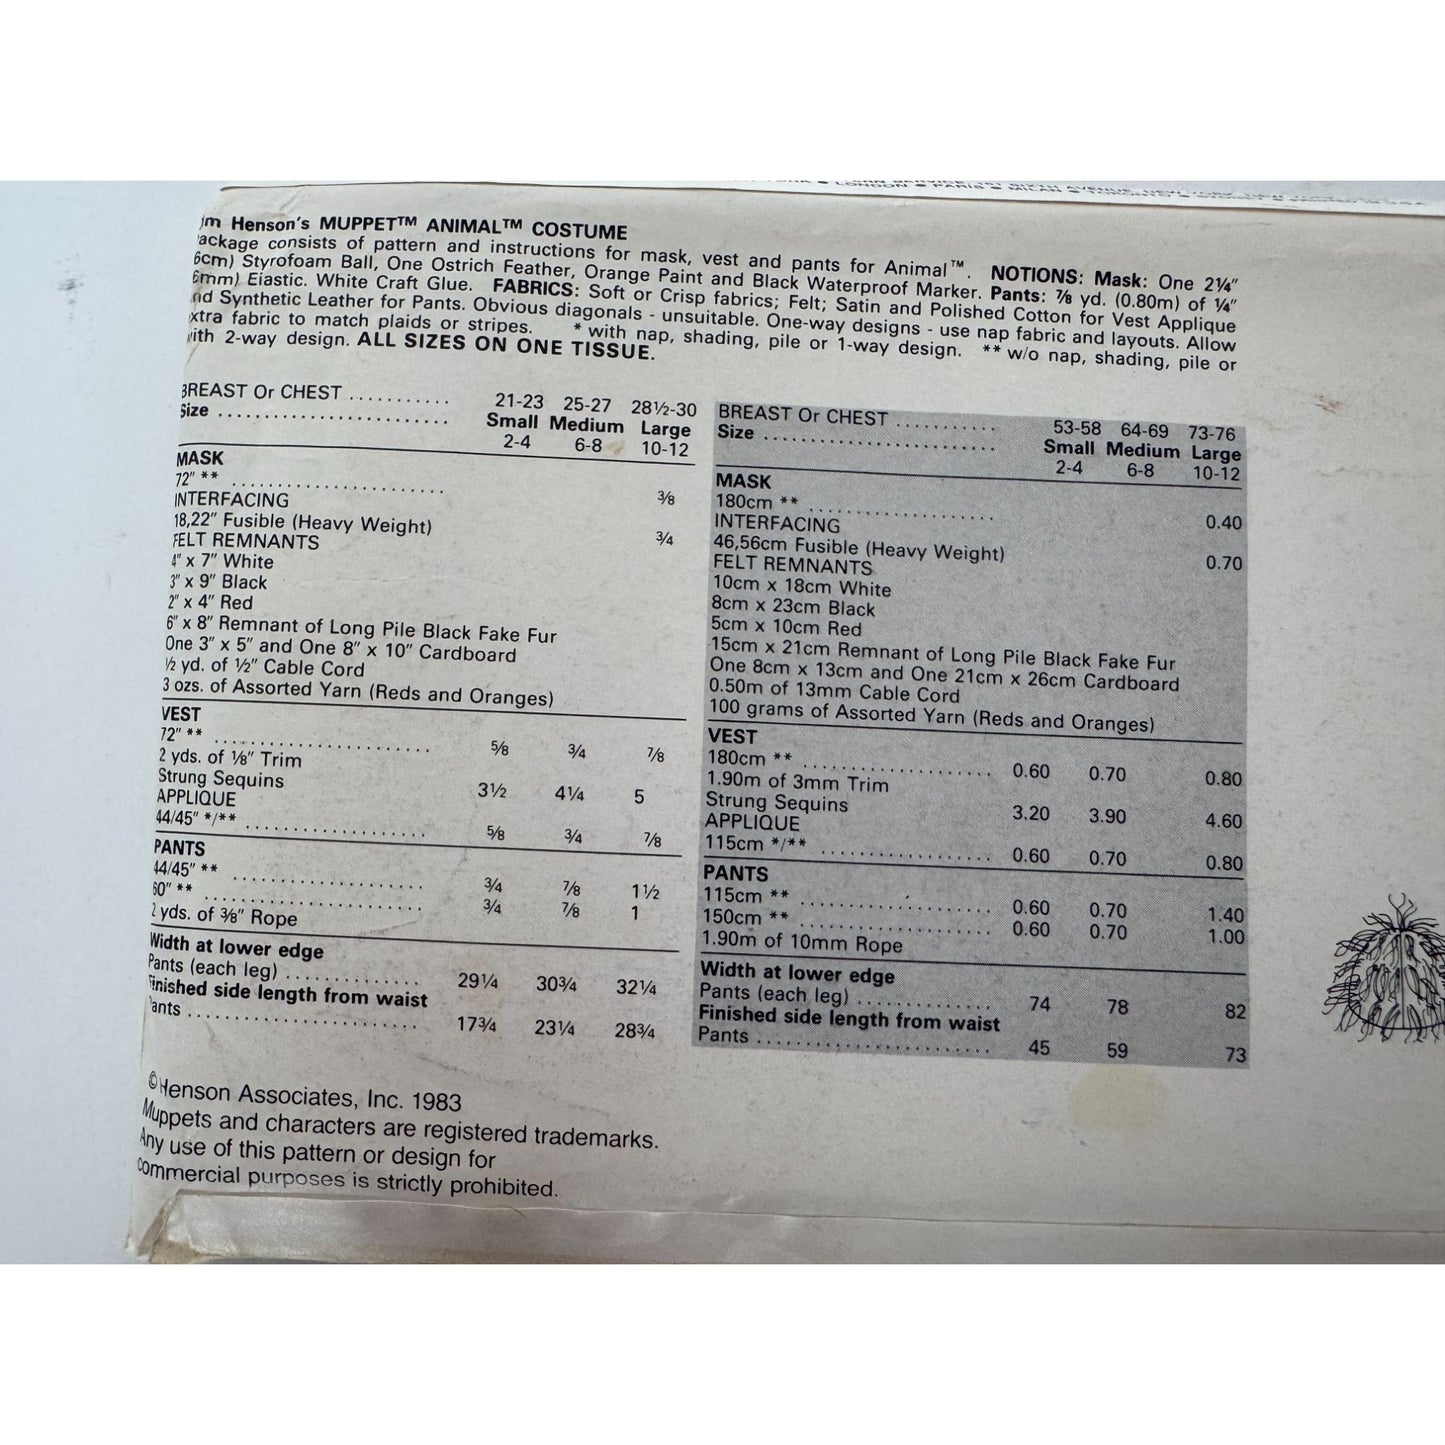 LONDON • PARIS • MILAN • TORONTO • SYDNEY
im Henson's MUPPET™ ANIMAL™ COSTUME
ackage consists of pattern and instructions for mask, vest and pants for Animal™. NOTIONS: Mask: One 2¼"
6cm) Styrofoam Ball, One Ostrich Feather, Orange Paint and Black Waterproof Marker. Pants: ⅞ yd. (0.80m) of ¼"
6mm) Elastic. White Craft Glue. FABRICS: Soft or Crisp fabrics; Felt; Satin and Polished Cotton for Vest Applique
nd Synthetic Leather for Pants. Obvious diagonals - unsuitable. One-way designs - use nap fabric and layouts. Allow
xtra fabric to match plaids or stripes. * with nap, shading, pile or 1-way design. ** w/o nap, shading, pile or
ith 2-way design. ALL SIZES ON ONE TISSUE.
BREAST Or CHEST ........... 21-23 25-27 28½-30
Size ........................ Small Medium Large
2-4 6-8 10-12
MASK
72" ** ........................ ⅜
INTERFACING
18,22" Fusible (Heavy Weight) ¾
FELT REMNANTS
4" x 7" White
3" x 9" Black
2" x 4" Red
6" x 8" Remnant of Long Pile Black Fake Fur
One 3" x 5" and One 8" x 10" Cardboard
½ yd. of ½" Cable Cord
3 ozs. of Assorted Yarn (Reds and Oranges)
VEST
72" ** ........................ ⅝ ¾ ⅞
2 yds. of ⅛" Trim
Strung Sequins 3½ 4¼ 5
APPLIQUE
44/45" */** ..................... ⅝ ¾ ⅞
PANTS
44/45" ** ...................... ¾ ⅞ 1½
60" ** ......................... ¾ ⅞ 1
2 yds. of ⅜" Rope
Width at lower edge
Pants (each leg) ............... 29¼ 30¾ 32¼
Finished side length from waist
Pants .......................... 17¾ 23¼ 28¾
BREAST Or CHEST ........... 53-58 64-69 73-76
Size ........................ Small Medium Large
2-4 6-8 10-12
MASK
180cm ** ..................... 0.40
INTERFACING
46,56cm Fusible (Heavy Weight) 0.70
FELT REMNANTS
10cm x 18cm White
8cm x 23cm Black
5cm x 10cm Red
15cm x 21cm Remnant of Long Pile Black Fake Fur
One 8cm x 13cm and One 21cm x 26cm Cardboard
0.50m of 13mm Cable Cord
100 grams of Assorted Yarn (Reds and Oranges)
VEST
180cm ** ..................... 0.60 0.70 0.80
1.90m of 3mm Trim
Strung Sequins 3.20 3.90 4.60
APPLIQUE
115cm */** ................... 0.60 0.70 0.80
PANTS
115cm ** ..................... 0.60 0.70 1.40
150cm ** ..................... 0.60 0.70 1.00
1.90m of 10mm Rope
Width at lower edge
Pants (each leg) .............. 74 78 82
Finished side length from waist
Pants ......................... 45 59 73
©Henson Associates, Inc. 1983
Muppets and characters are registered trademarks.
Any use of this pattern or design for
commercial purposes is strictly prohibited.